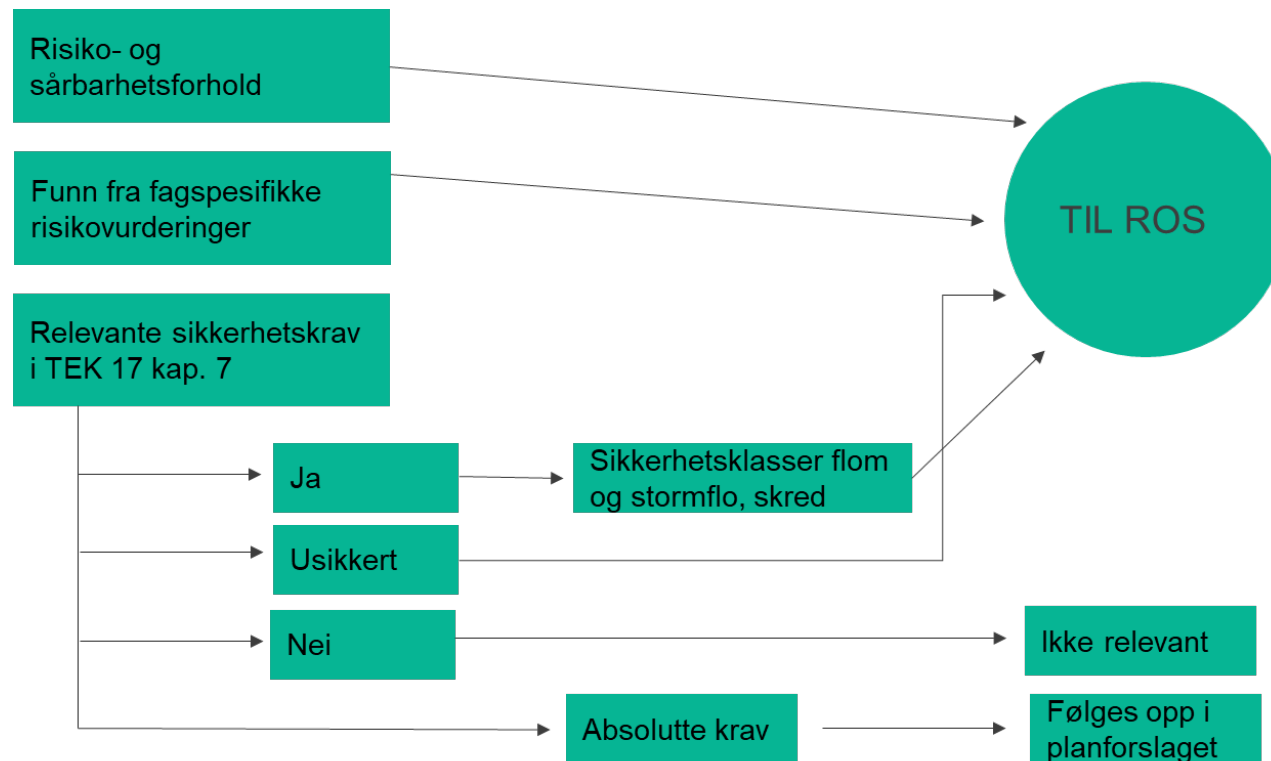 Risiko- og
sårbarhetsforhold
Funn fra fagspesifikke
risikovurderinger
TIL ROS
Relevante sikkerhetskrav
i TEK 17 kap. 7
Ja
Sikkerhetsklasser flom
og stormflo, skred
Usikkert
Nei
Ikke relevant
Absolutte krav
Følges opp i
planforslaget